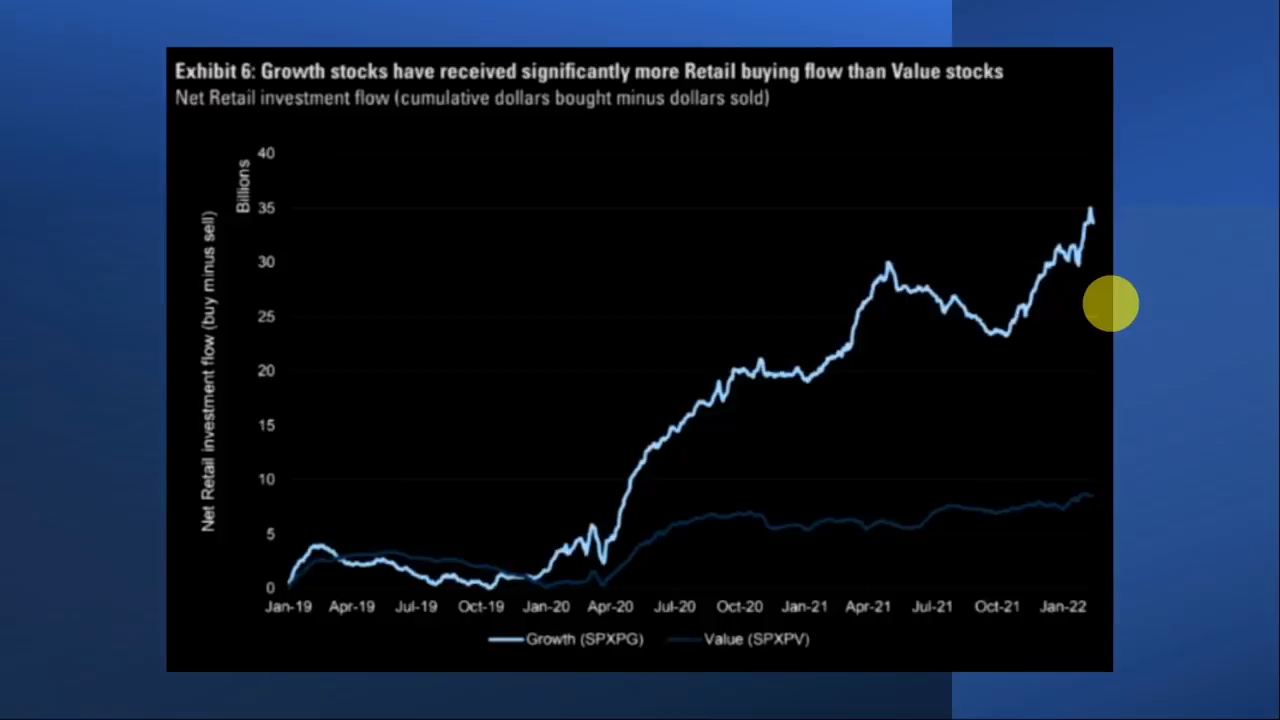 Exhibit 6: Growth stocks have received significantly more Retail buying flow than Value stocks
Net Retail investment flow (cumulative dollars bought minus dollars sold)
Net Retail investment flow (buy minus sell)
Billions
40
35
30
25
20
15
10
5
0
Jan-19 Apr-19 Jul-19 Oct-19 Jan-20 Apr-20 Jul-20 Oct-20 Jan-21 Apr-21 Jul-21 Oct-21 Jan-22
Growth (SPXPG) Value (SPXPV)